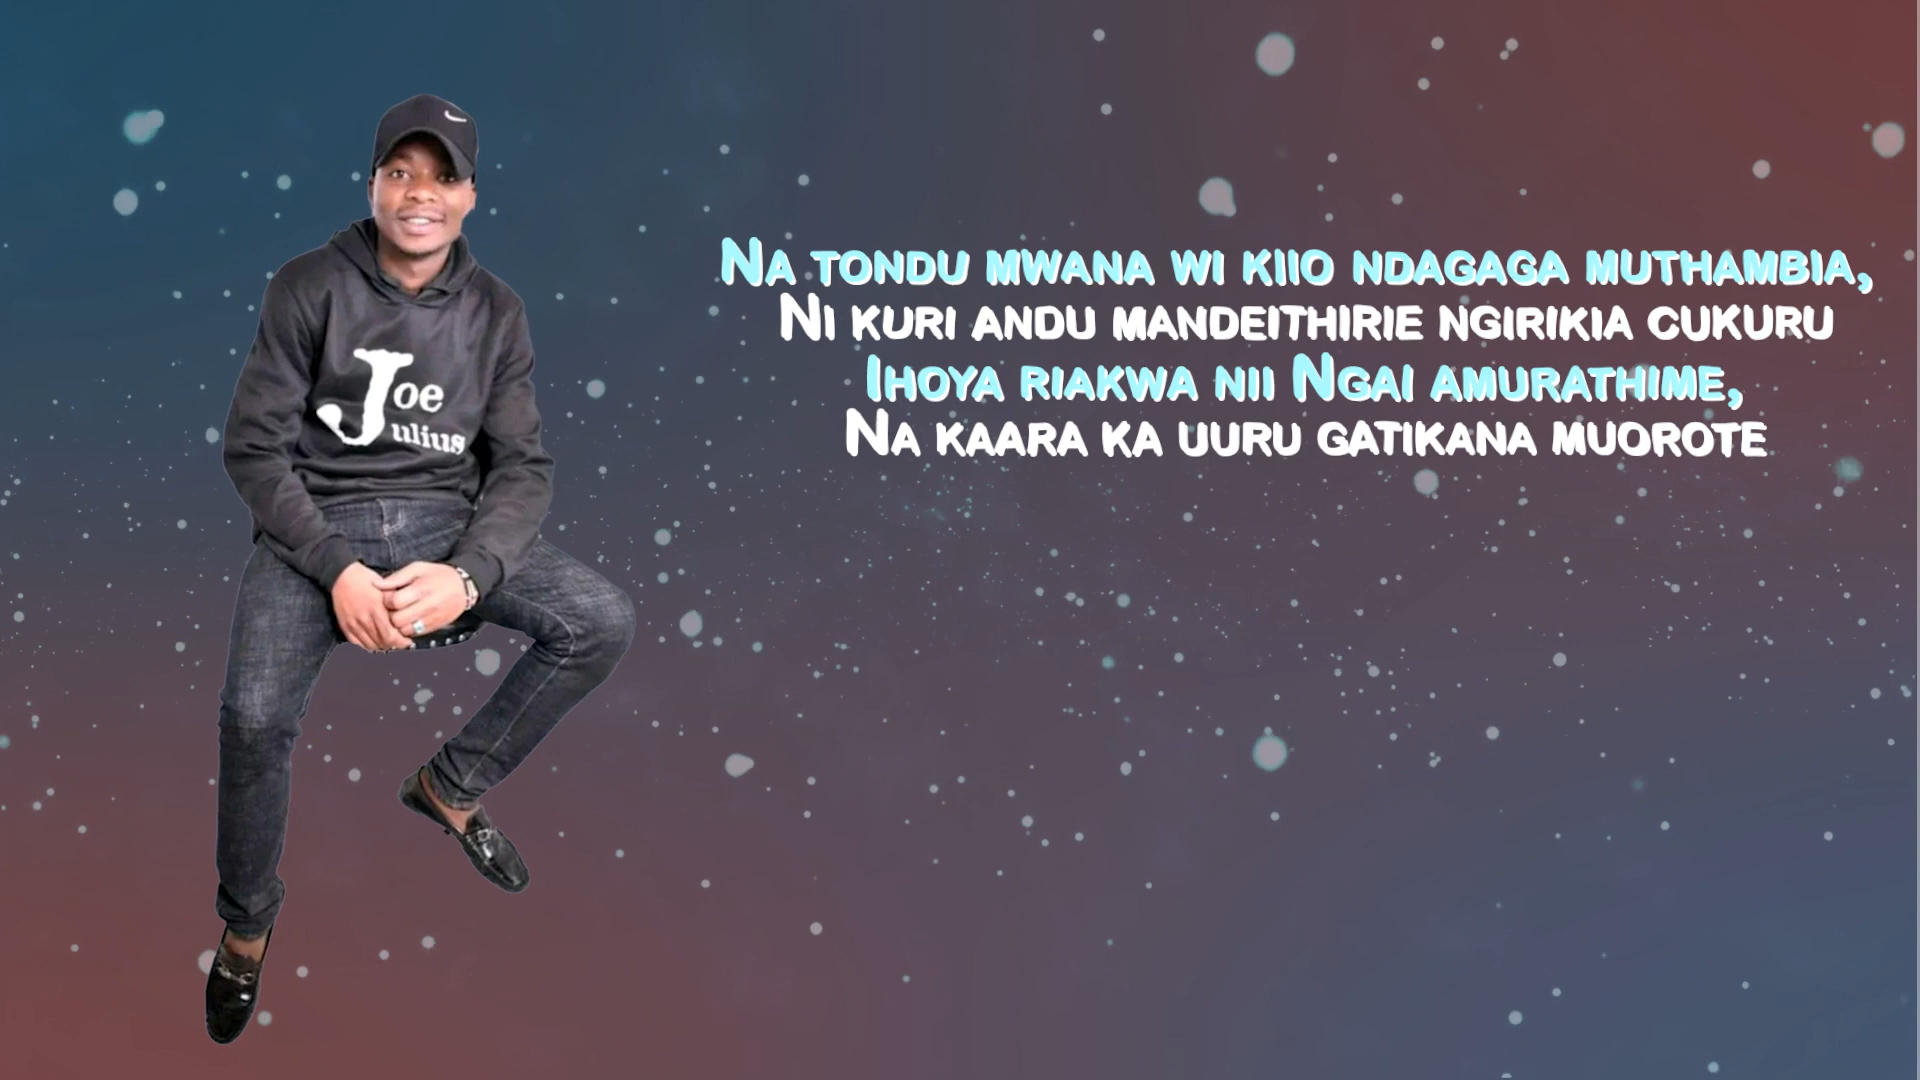 Joe
Julius
Na tondu mwana wi kiio ndagaga muthambia,
Ni kuri andu mandeithirie ngirikia cukuru
Ihoya riakwa nii Ngai amurathime,
Na kaara ka uuru gatikana muorote